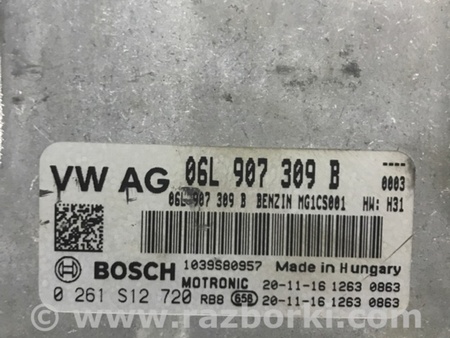 VW AG 06L 907 309 B
----
0003
06L 907 309 B BENZIN MG1CS001 HW: H31
BOSCH 1039S80957 Made in Hungary
MOTRONIC 20-11-16 1263 0863
0 261 S12 720 RB8 658 20-11-16 1263 0863
© www.razborki.com